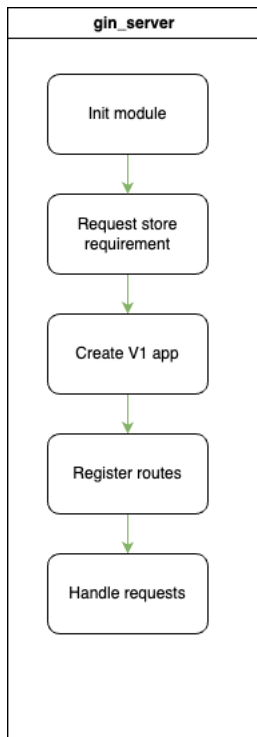 gin_server
Init module
Request store
requirement
Create V1 app
Register routes
Handle requests